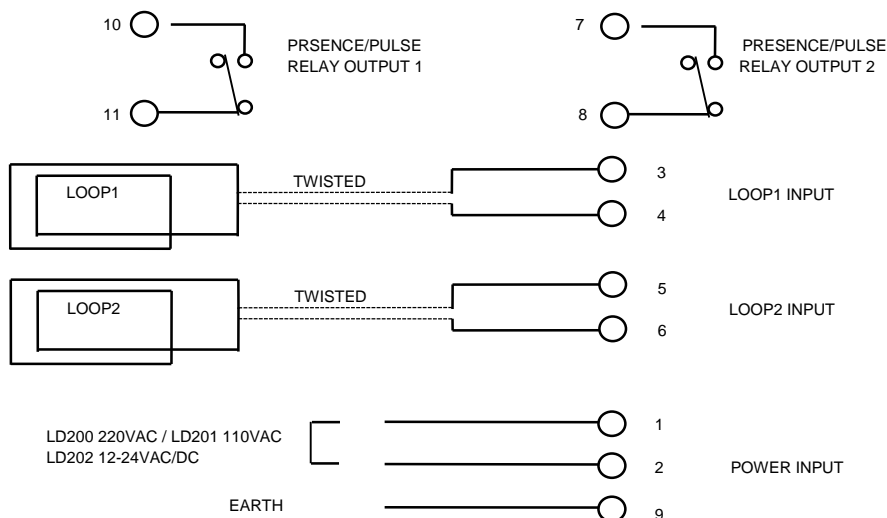 10
PRSENCE/PULSE
RELAY OUTPUT 1
11
7
PRESENCE/PULSE
RELAY OUTPUT 2
8
LOOP1
TWISTED
3
4
LOOP1 INPUT
LOOP2
TWISTED
5
6
LOOP2 INPUT
LD200 220VAC / LD201 110VAC
LD202 12-24VAC/DC
1
2
POWER INPUT
EARTH
9